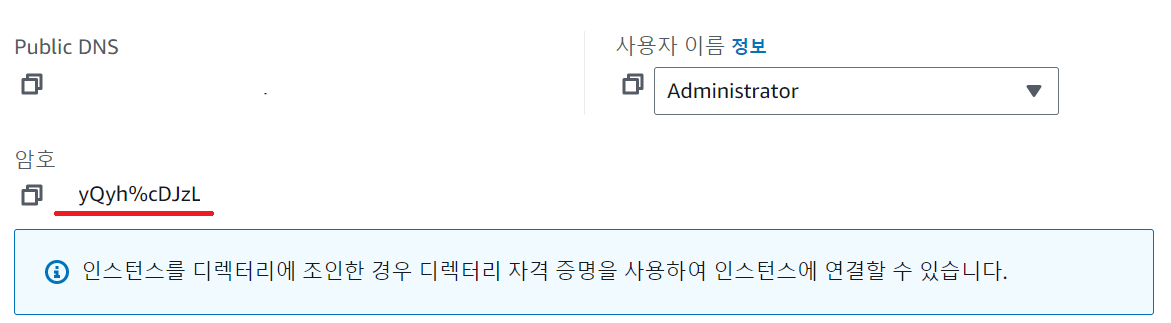 Public DNS
사용자 이름 정보
Administrator
암호
yQyh%cDJzL
인스턴스를 디렉터리에 조인한 경우 디렉터리 자격 증명을 사용하여 인스턴스에 연결할 수 있습니다.